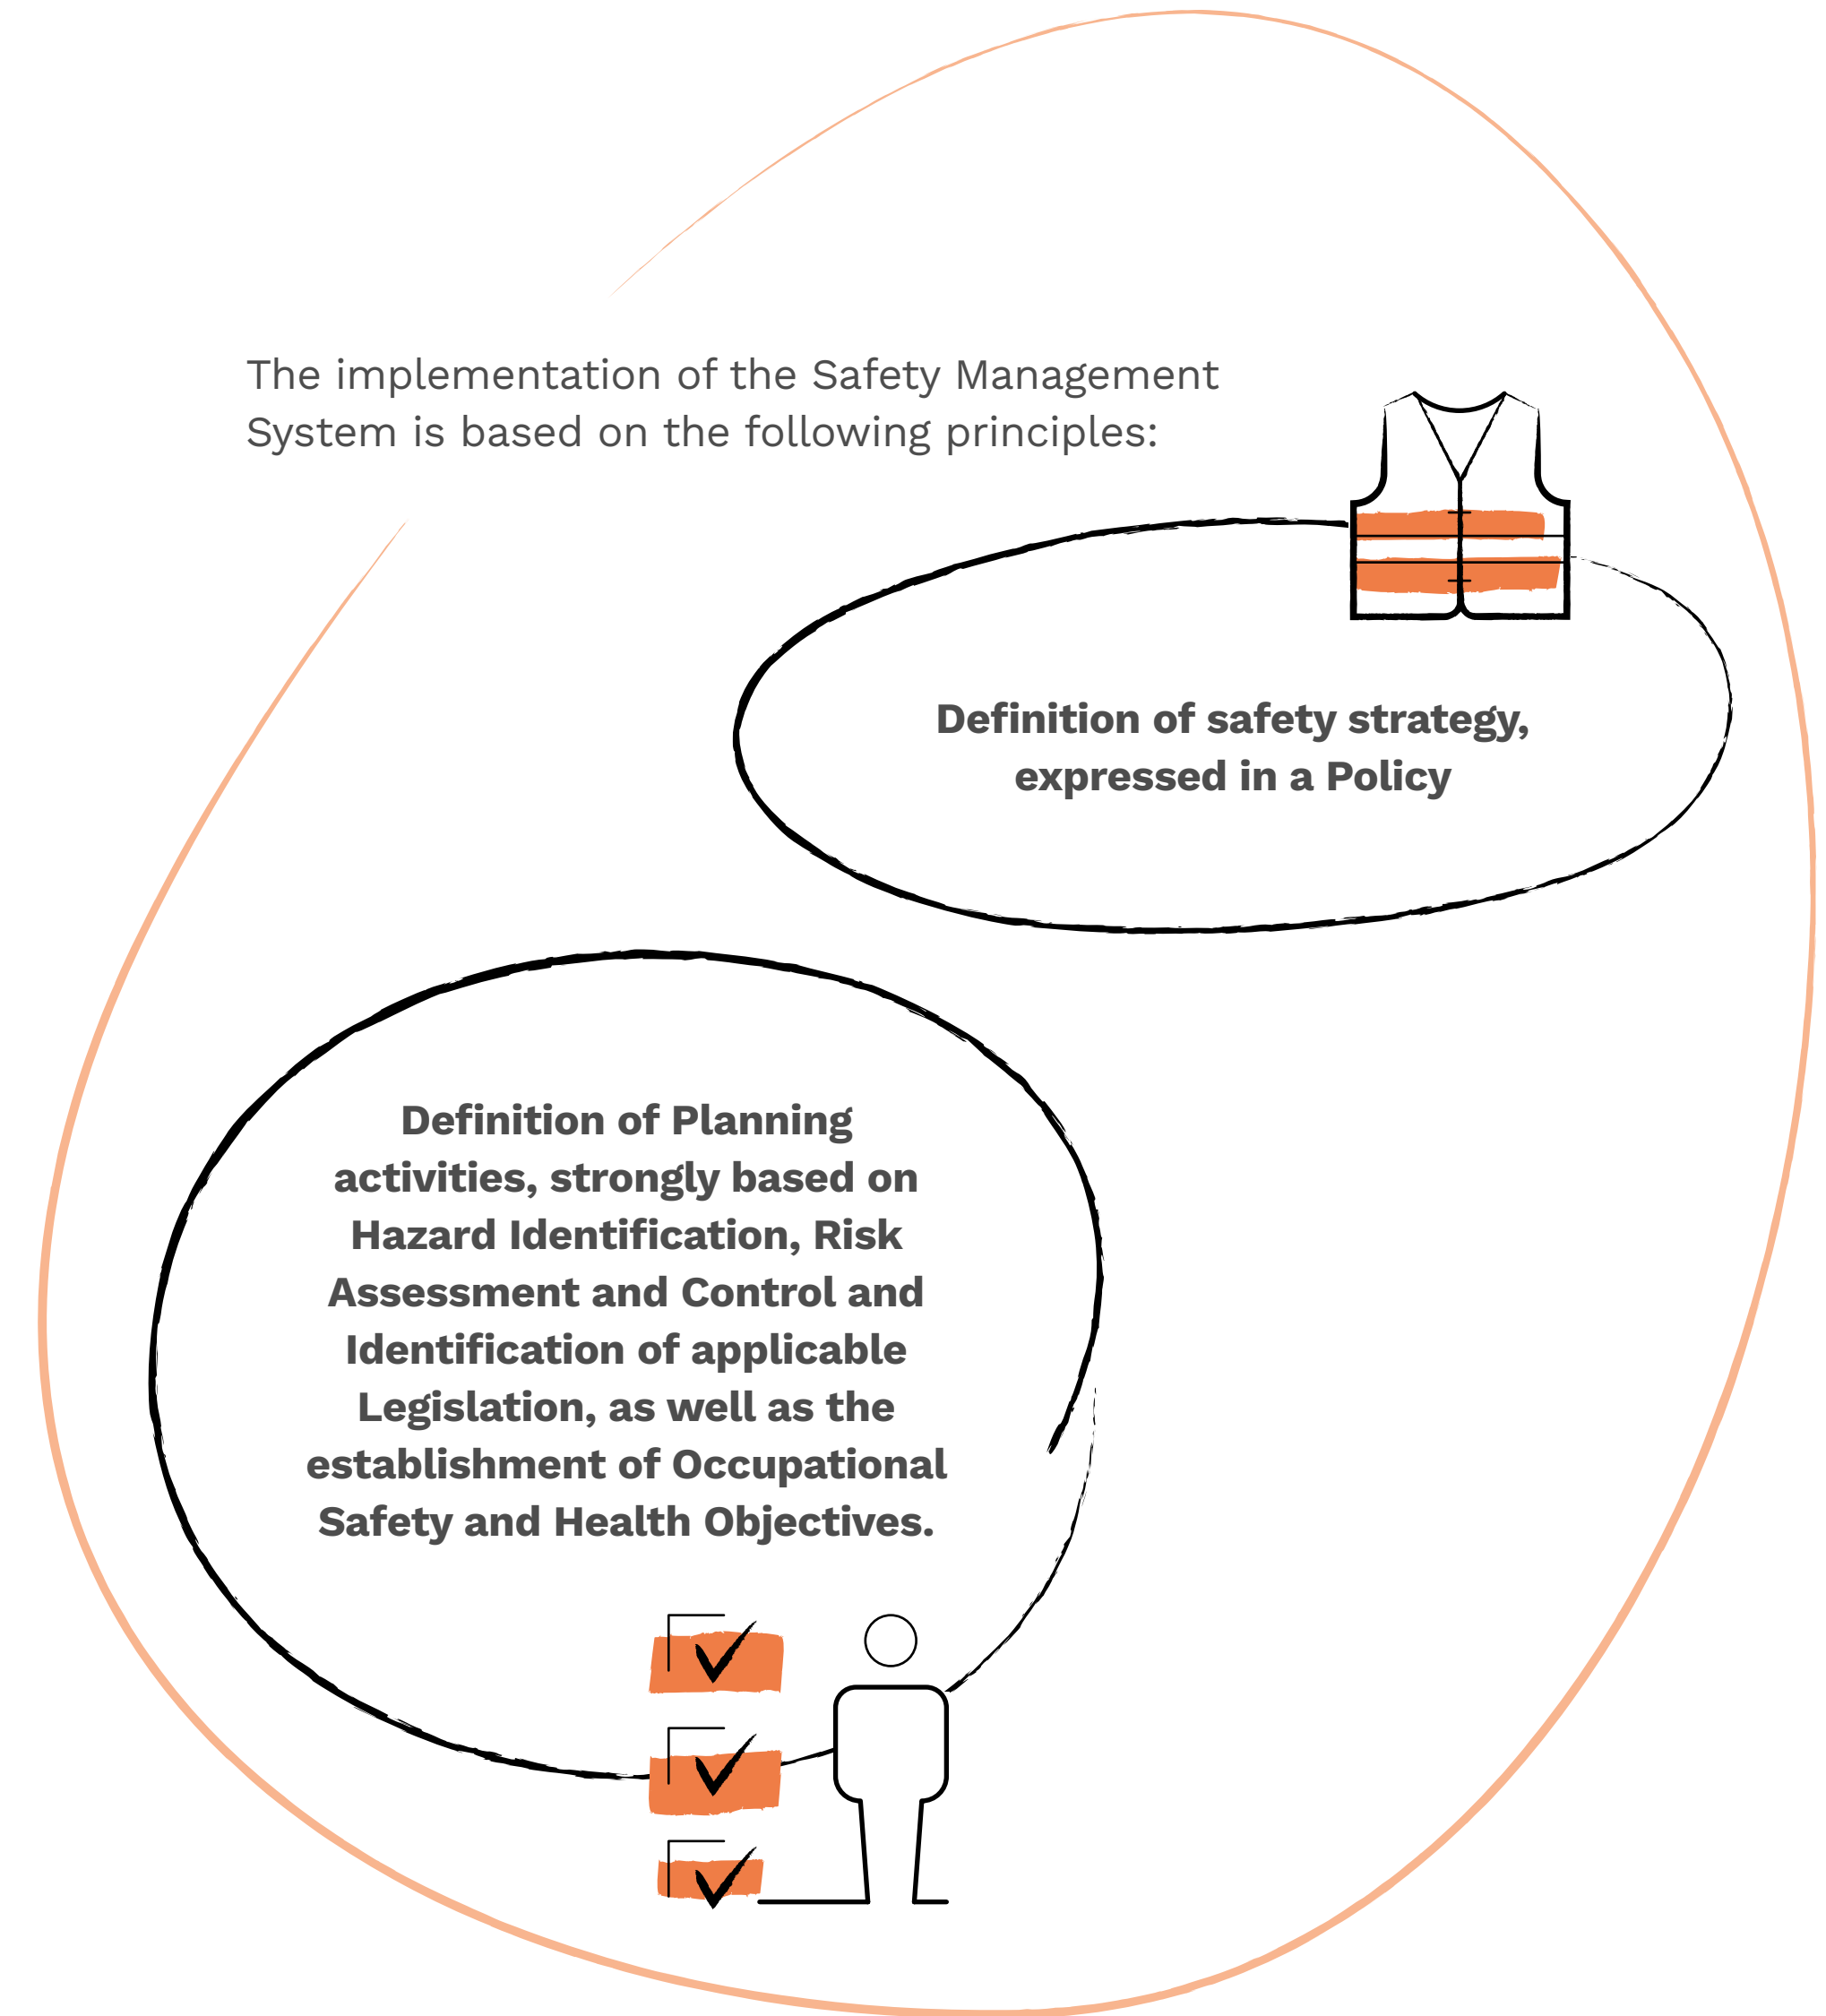 The implementation of the Safety Management
System is based on the following principles:
Definition of safety strategy,
expressed in a Policy
Definition of Planning
activities, strongly based on
Hazard Identification, Risk
Assessment and Control and
Identification of applicable
Legislation, as well as the
establishment of Occupational
Safety and Health Objectives.